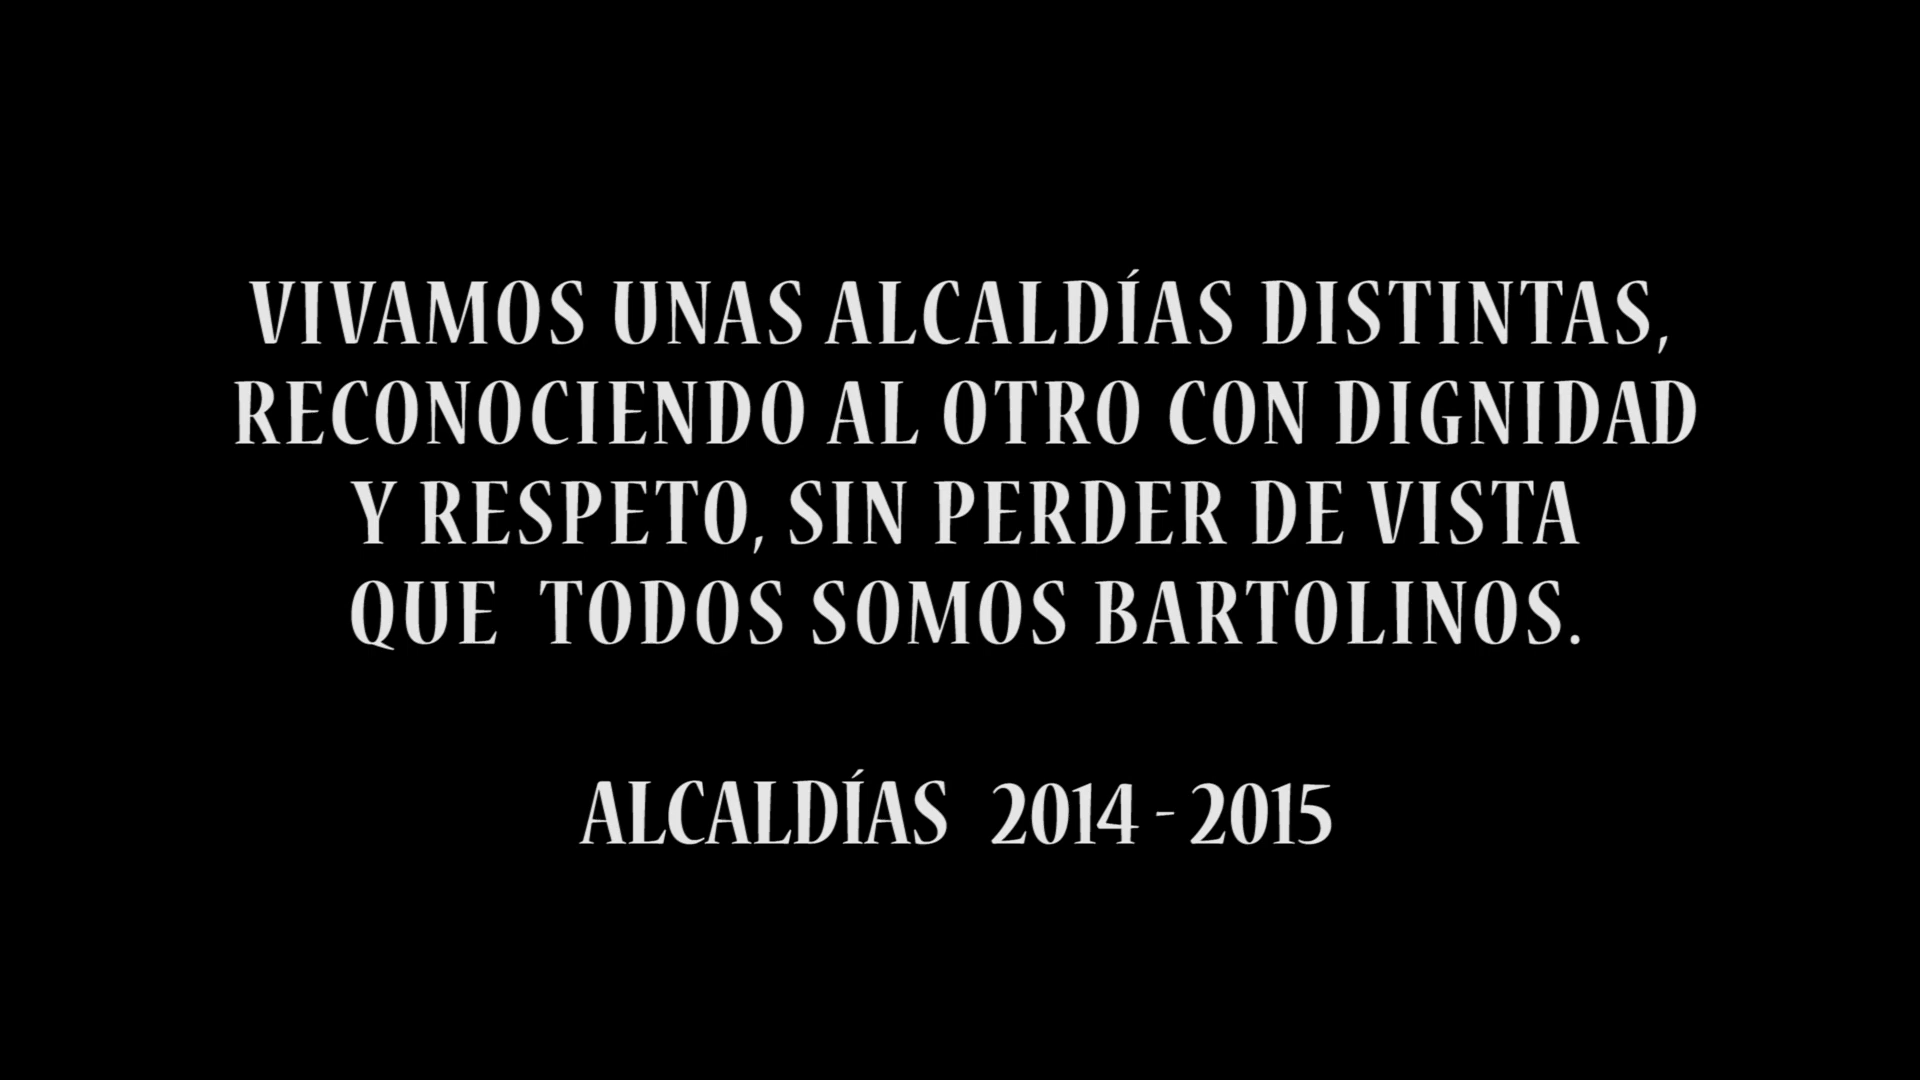 VIVAMOS UNAS ALCALDÍAS DISTINTAS,
RECONOCIENDO AL OTRO CON DIGNIDAD
Y RESPETO, SIN PERDER DE VISTA
QUE TODOS SOMOS BARTOLINOS.
ALCALDÍAS 2014 - 2015